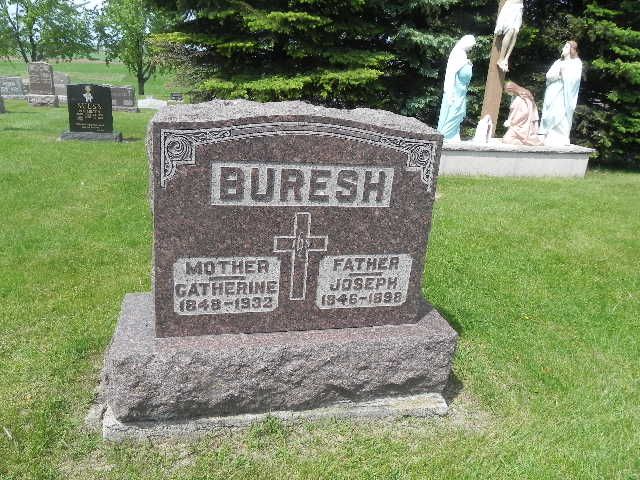 BURESH
MOTHER
CATHERINE
1848-1932
FATHER
JOSEPH
1846-1898